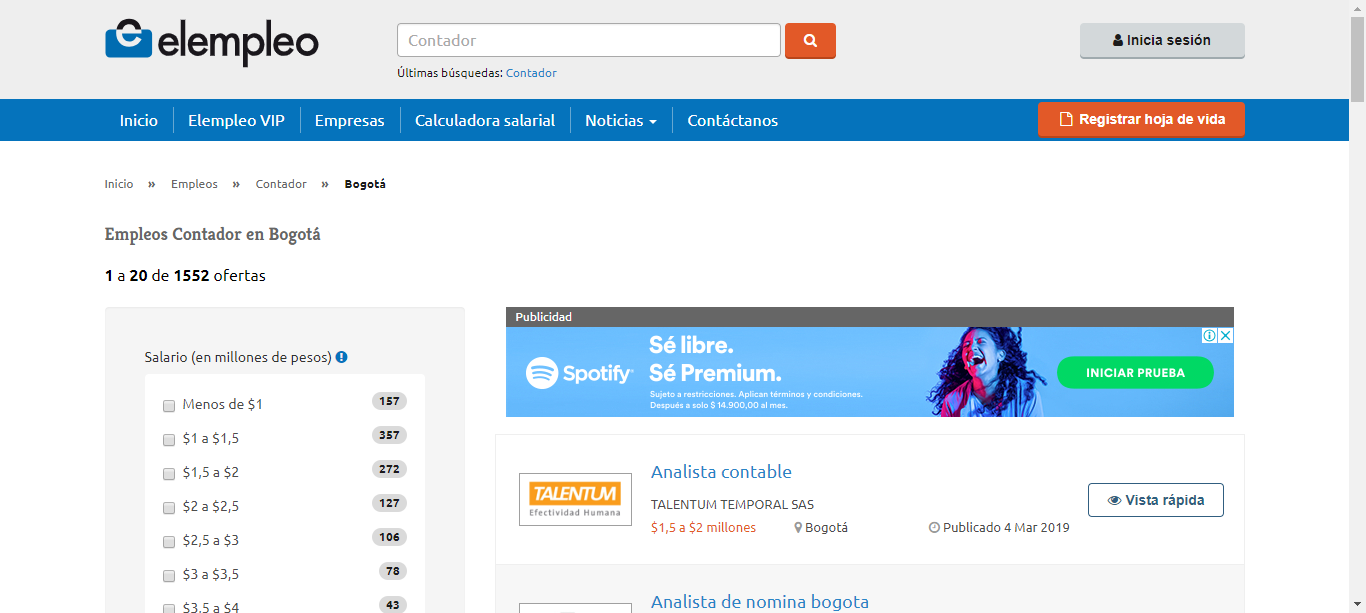 elempleo
Contador
Inicia sesión
Últimas búsquedas: Contador
Inicio
Elempleo VIP
Empresas
Calculadora salarial
Noticias
Contáctanos
Registrar hoja de vida
Inicio » Empleos » Contador » Bogotá
Empleos Contador en Bogotá
1 a 20 de 1552 ofertas
Salario (en millones de pesos)
Menos de $1 157
$1 a $1,5 357
$1,5 a $2 272
$2 a $2,5 127
$2,5 a $3 106
$3 a $3,5 78
$3,5 a $4 43
Publicidad
Spotify
Sé libre.
Sé Premium.
Sujeto a restricciones. Aplican términos y condiciones.
Después a solo $ 14.900,00 al mes.
INICIAR PRUEBA
TALENTUM
Efectividad Humana
Analista contable
TALENTUM TEMPORAL SAS
$1,5 a $2 millones
Bogotá
Publicado 4 Mar 2019
Vista rápida
Analista de nomina bogota